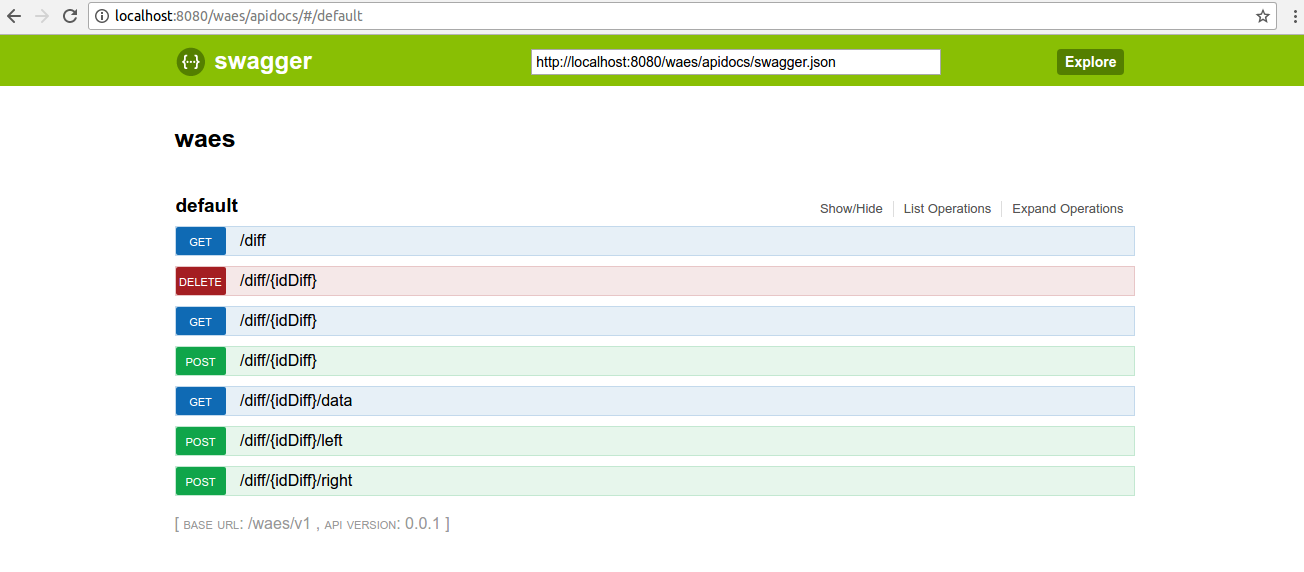 localhost:8080/waes/apidocs/#/default
{··} swagger http://localhost:8080/waes/apidocs/swagger.json Explore
waes
default Show/Hide List Operations Expand Operations
GET /diff
DELETE /diff/{idDiff}
GET /diff/{idDiff}
POST /diff/{idDiff}
GET /diff/{idDiff}/data
POST /diff/{idDiff}/left
POST /diff/{idDiff}/right
[ BASE URL: /waes/v1 , API VERSION: 0.0.1 ]